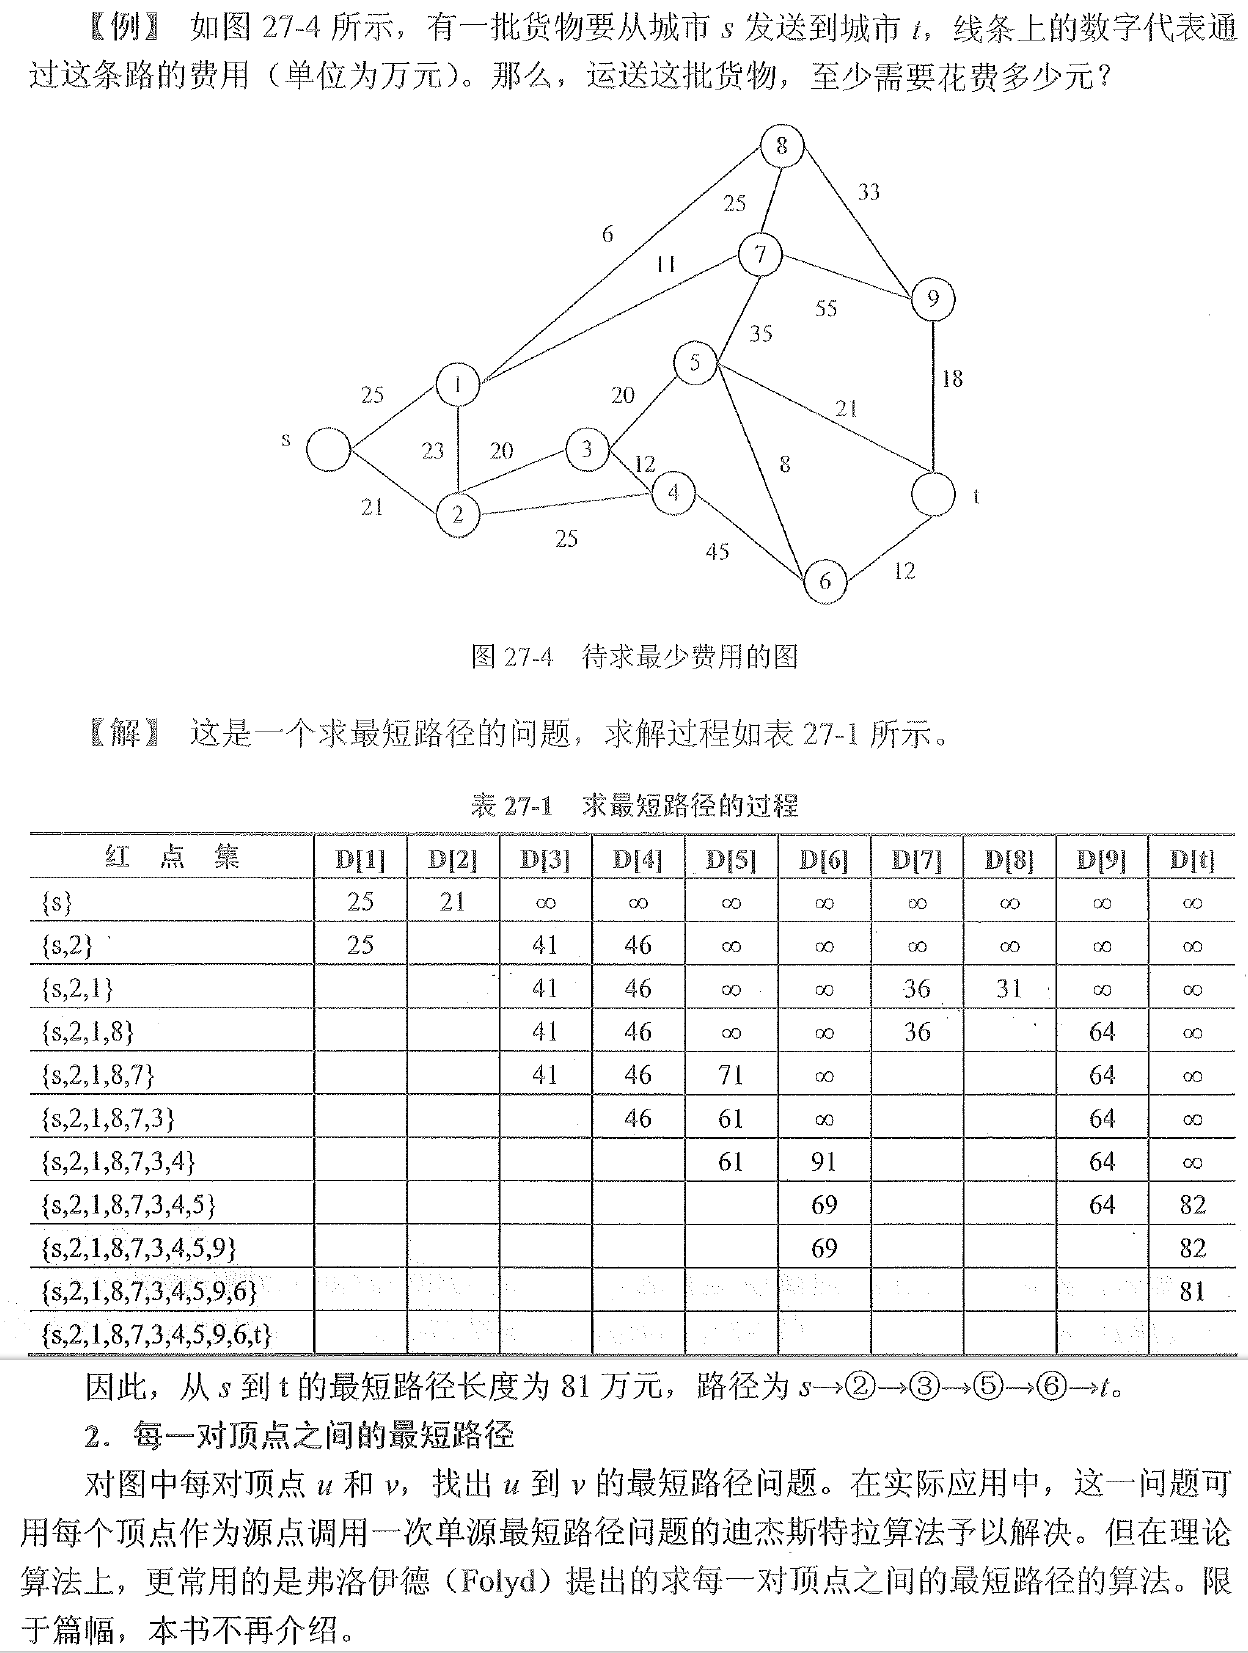 【例】 如图 27-4 所示，有一批货物要从城市 s 发送到城市 t，线条上的数字代表通
过这条路的费用（单位为万元）。那么，运送这批货物，至少需要花费多少元？
8
25
33
6
7
11
9
55
35
5
1
18
25
20
21
s
23
20
3
12
8
4
t
21
2
25
45
6
12
图 27-4 待求最少费用的图
【解】 这是一个求最短路径的问题，求解过程如表 27-1 所示。
表 27-1 求最短路径的过程
红 点 集 D[1] D[2] D[3] D[4] D[5] D[6] D[7] D[8] D[9] D[t]
{s} 25 21 ∞ ∞ ∞ ∞ ∞ ∞ ∞ ∞
{s,2} 25 41 46 ∞ ∞ ∞ ∞ ∞ ∞
{s,2,1} 41 46 ∞ ∞ 36 31 ∞ ∞
{s,2,1,8} 41 46 ∞ ∞ 36 64 ∞
{s,2,1,8,7} 41 46 71 ∞ 64 ∞
{s,2,1,8,7,3} 46 61 ∞ 64 ∞
{s,2,1,8,7,3,4} 61 91 64 ∞
{s,2,1,8,7,3,4,5} 69 64 82
{s,2,1,8,7,3,4,5,9} 69 82
{s,2,1,8,7,3,4,5,9,6} 81
{s,2,1,8,7,3,4,5,9,6,t}
因此，从 s 到 t 的最短路径长度为 81 万元，路径为 s→②→③→⑤→⑥→t。
2．每一对顶点之间的最短路径
对图中每对顶点 u 和 v，找出 u 到 v 的最短路径问题。在实际应用中，这一问题可
用每个顶点作为源点调用一次单源最短路径问题的迪杰斯特拉算法予以解决。但在理论
算法上，更常用的是弗洛伊德（Folyd）提出的求每一对顶点之间的最短路径的算法。限
于篇幅，本书不再介绍。